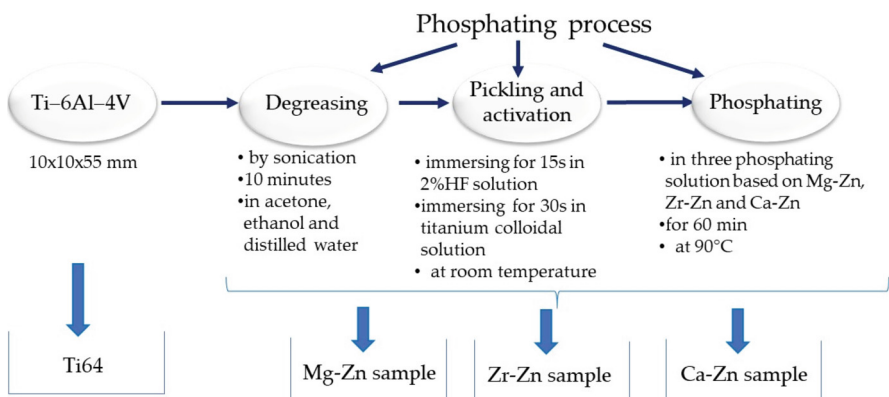 Phosphating process
Ti–6Al–4V
Degreasing
Pickling and
activation
Phosphating
10x10x55 mm
• by sonication
•10 minutes
•in acetone,
ethanol and
distilled water
• immersing for 15s in
2%HF solution
•immersing for 30s in
titanium colloidal
solution
• at room temperature
• in three phosphating
solution based on Mg-Zn,
Zr-Zn and Ca-Zn
•for 60 min
• at 90°C
Ti64
Mg-Zn sample
Zr-Zn sample
Ca-Zn sample